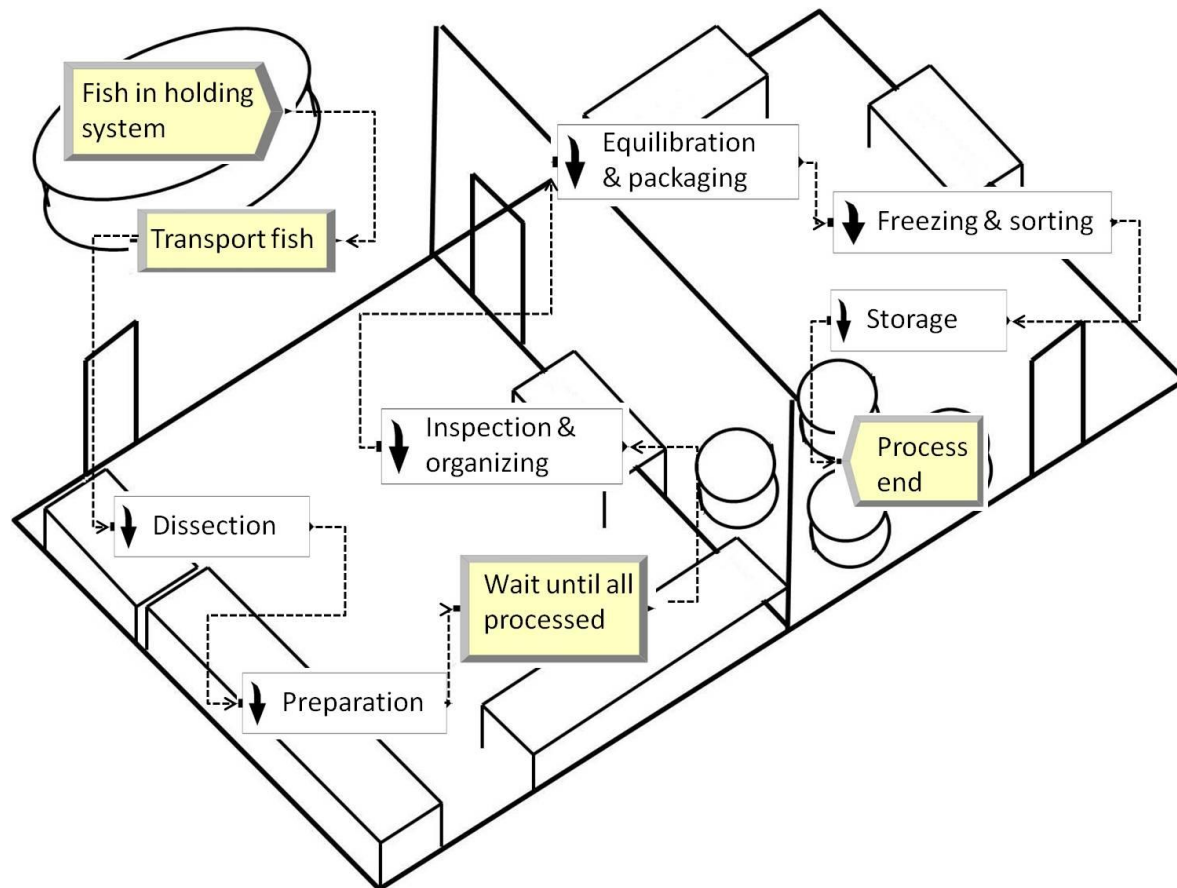 Fish in holding
system
Transport fish
Dissection
Preparation
Wait until all
processed
Inspection &
organizing
Equilibration
& packaging
Freezing & sorting
Storage
Process
end